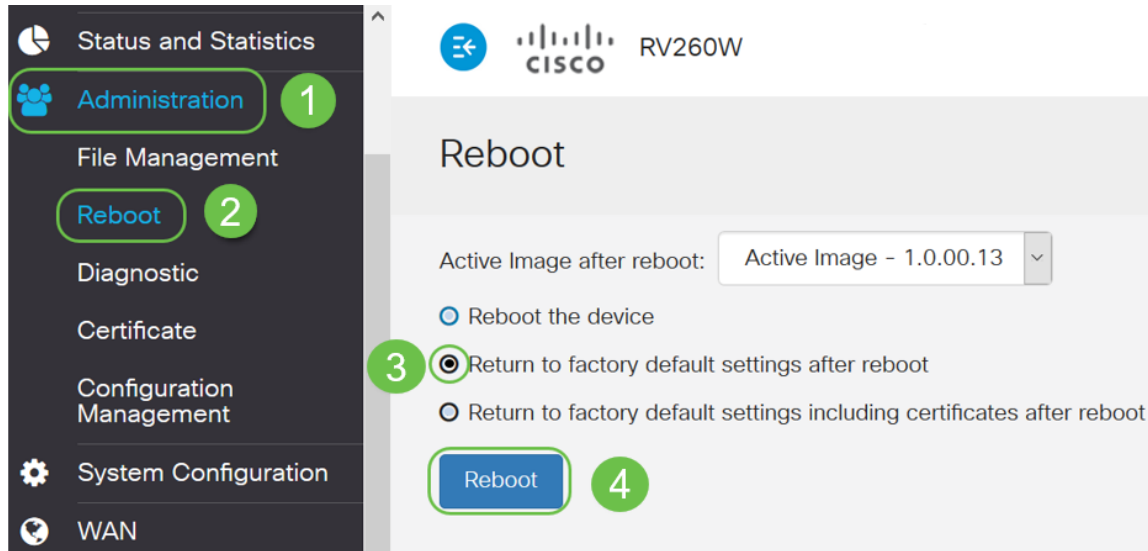 Status and Statistics
Administration
1
File Management
Reboot
2
Diagnostic
Certificate
Configuration
Management
System Configuration
WAN
CISCO
RV260W
Reboot
Active Image after reboot:
Active Image - 1.0.00.13
Reboot the device
3
Return to factory default settings after reboot
Return to factory default settings including certificates after reboot
Reboot
4